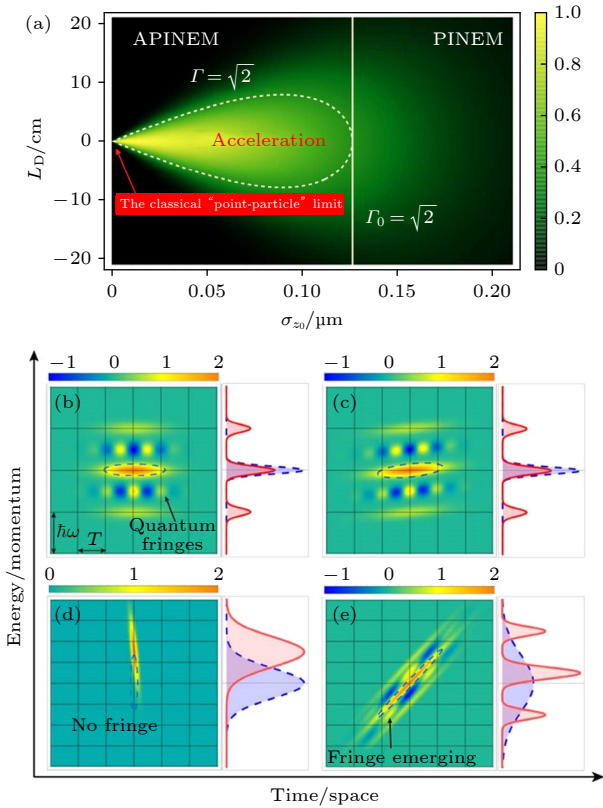 (a)
APINEM
PINEM
Γ = √2
Acceleration
The classical “point-particle” limit
Γ₀ = √2
20
10
0
−10
−20
L_D/cm
0
0.05
0.10
0.15
0.20
σ_z₀/µm
1.0
0.8
0.6
0.4
0.2
0
−1 0 1 2
(b)
Quantum
fringes
ℏω
T
−1 0 1 2
(c)
0 1 2
(d)
No fringe
−1 0 1 2
(e)
Fringe emerging
Energy/momentum
Time/space